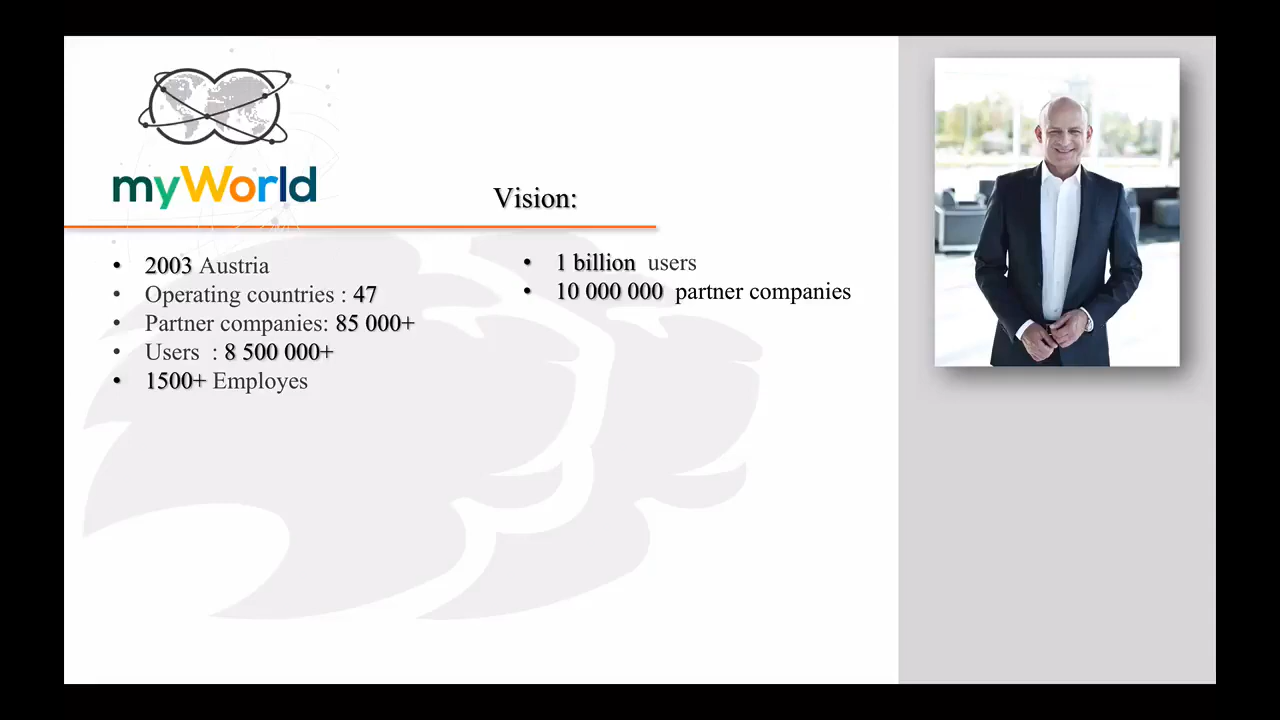 myWorld
Vision:
2003 Austria
Operating countries : 47
Partner companies: 85 000+
Users : 8 500 000+
1500+ Employes
1 billion users
10 000 000 partner companies